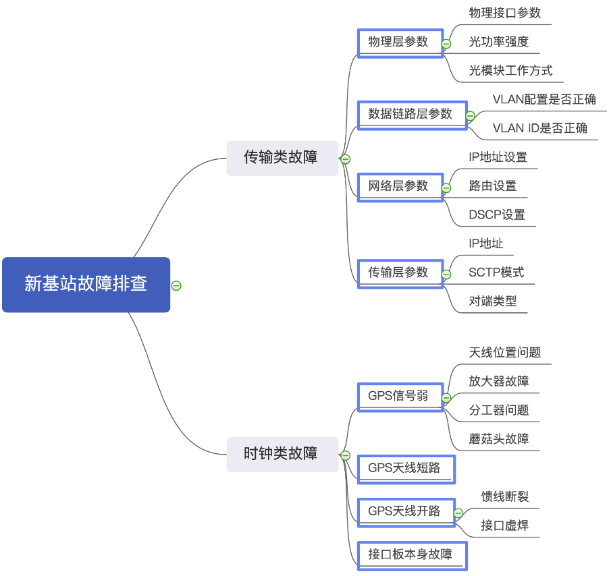 新基站故障排查
传输类故障
物理层参数
物理接口参数
光功率强度
光模块工作方式
数据链路层参数
VLAN配置是否正确
VLAN ID是否正确
网络层参数
IP地址设置
路由设置
DSCP设置
传输层参数
IP地址
SCTP模式
对端类型
时钟类故障
GPS信号弱
天线位置问题
放大器故障
分工器问题
蘑菇头故障
GPS天线短路
GPS天线开路
馈线断裂
接口虚焊
接口板本身故障